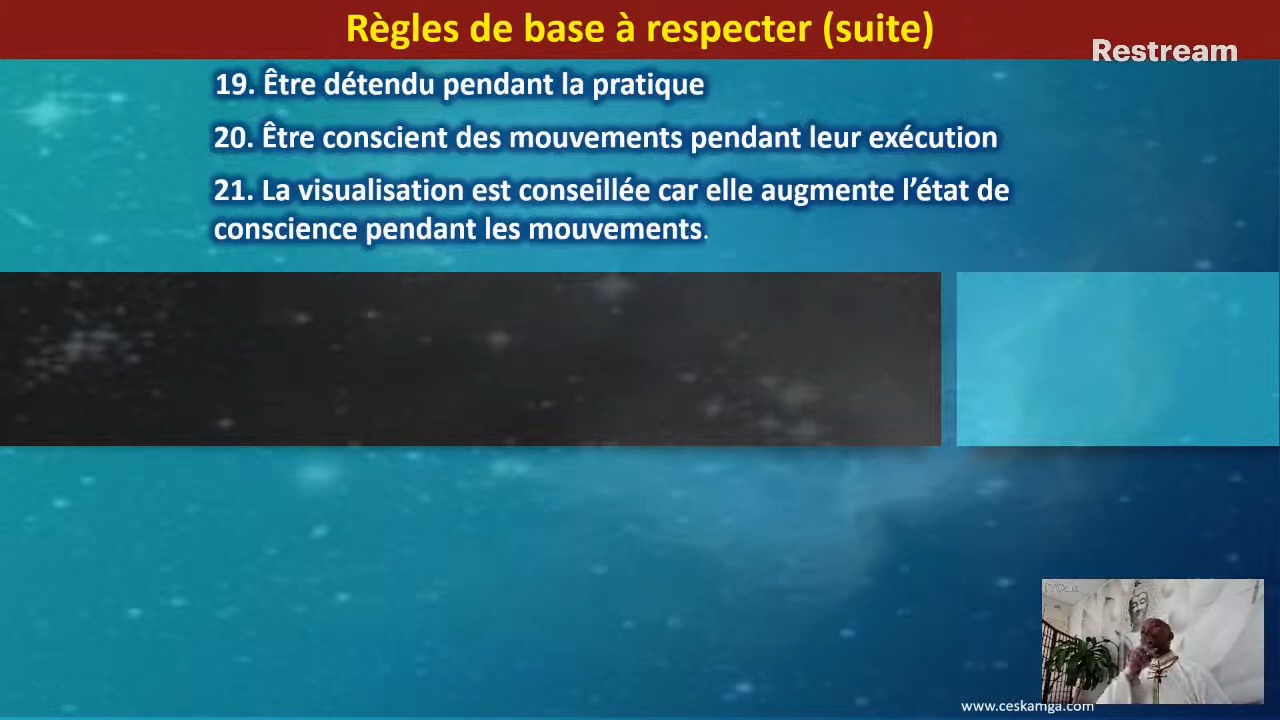 Règles de base à respecter (suite)
Restream
19. Être détendu pendant la pratique
20. Être conscient des mouvements pendant leur exécution
21. La visualisation est conseillée car elle augmente l’état de
conscience pendant les mouvements.
www.ceskamga.com